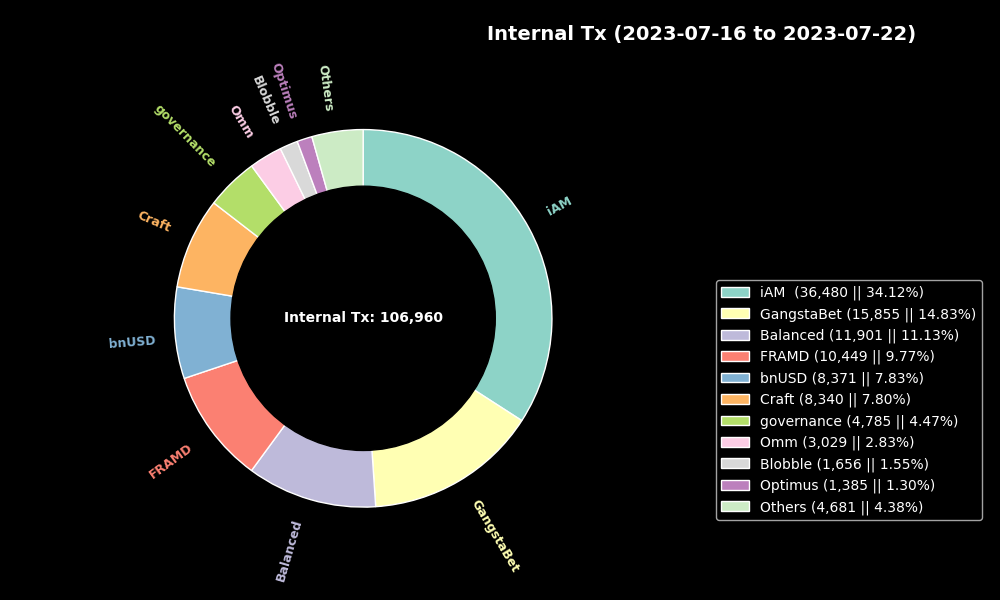 Internal Tx (2023-07-16 to 2023-07-22)
Others
Optimus
Blobble
Omm
governance
iAM
Craft
Internal Tx: 106,960
bnUSD
FRAMD
GangstaBet
Balanced
iAM  (36,480 || 34.12%)
GangstaBet (15,855 || 14.83%)
Balanced (11,901 || 11.13%)
FRAMD (10,449 || 9.77%)
bnUSD (8,371 || 7.83%)
Craft (8,340 || 7.80%)
governance (4,785 || 4.47%)
Omm (3,029 || 2.83%)
Blobble (1,656 || 1.55%)
Optimus (1,385 || 1.30%)
Others (4,681 || 4.38%)